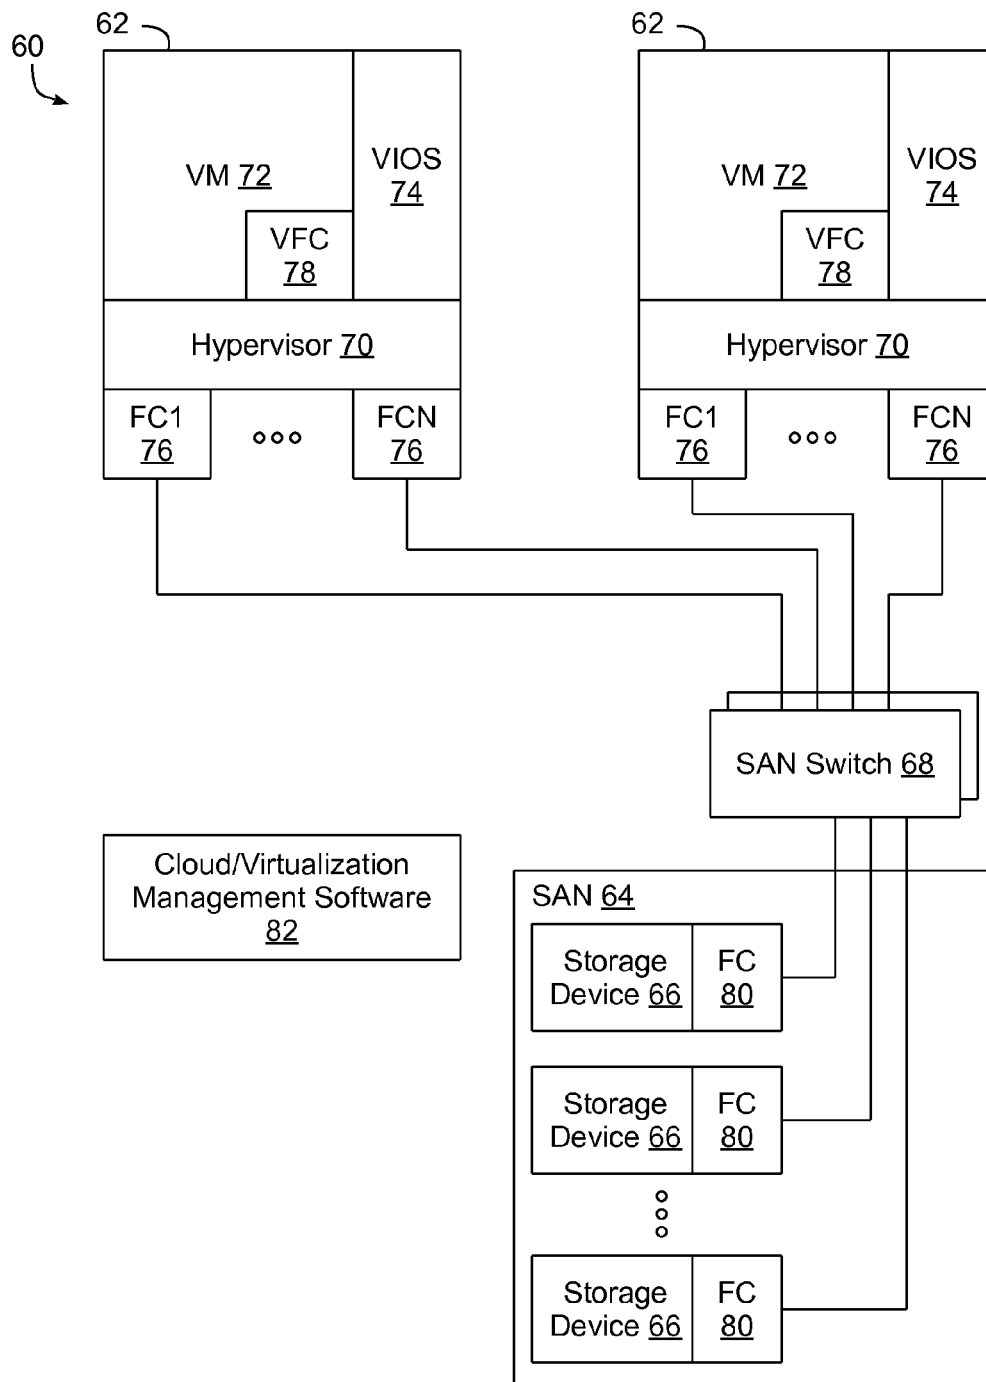 60
62
VM 72
VIOS
74
VFC
78
Hypervisor 70
FC1
76
FCN
76
62
VM 72
VIOS
74
VFC
78
Hypervisor 70
FC1
76
FCN
76
SAN Switch 68
Cloud/Virtualization
Management Software
82
SAN 64
Storage
Device 66
FC
80
Storage
Device 66
FC
80
Storage
Device 66
FC
80